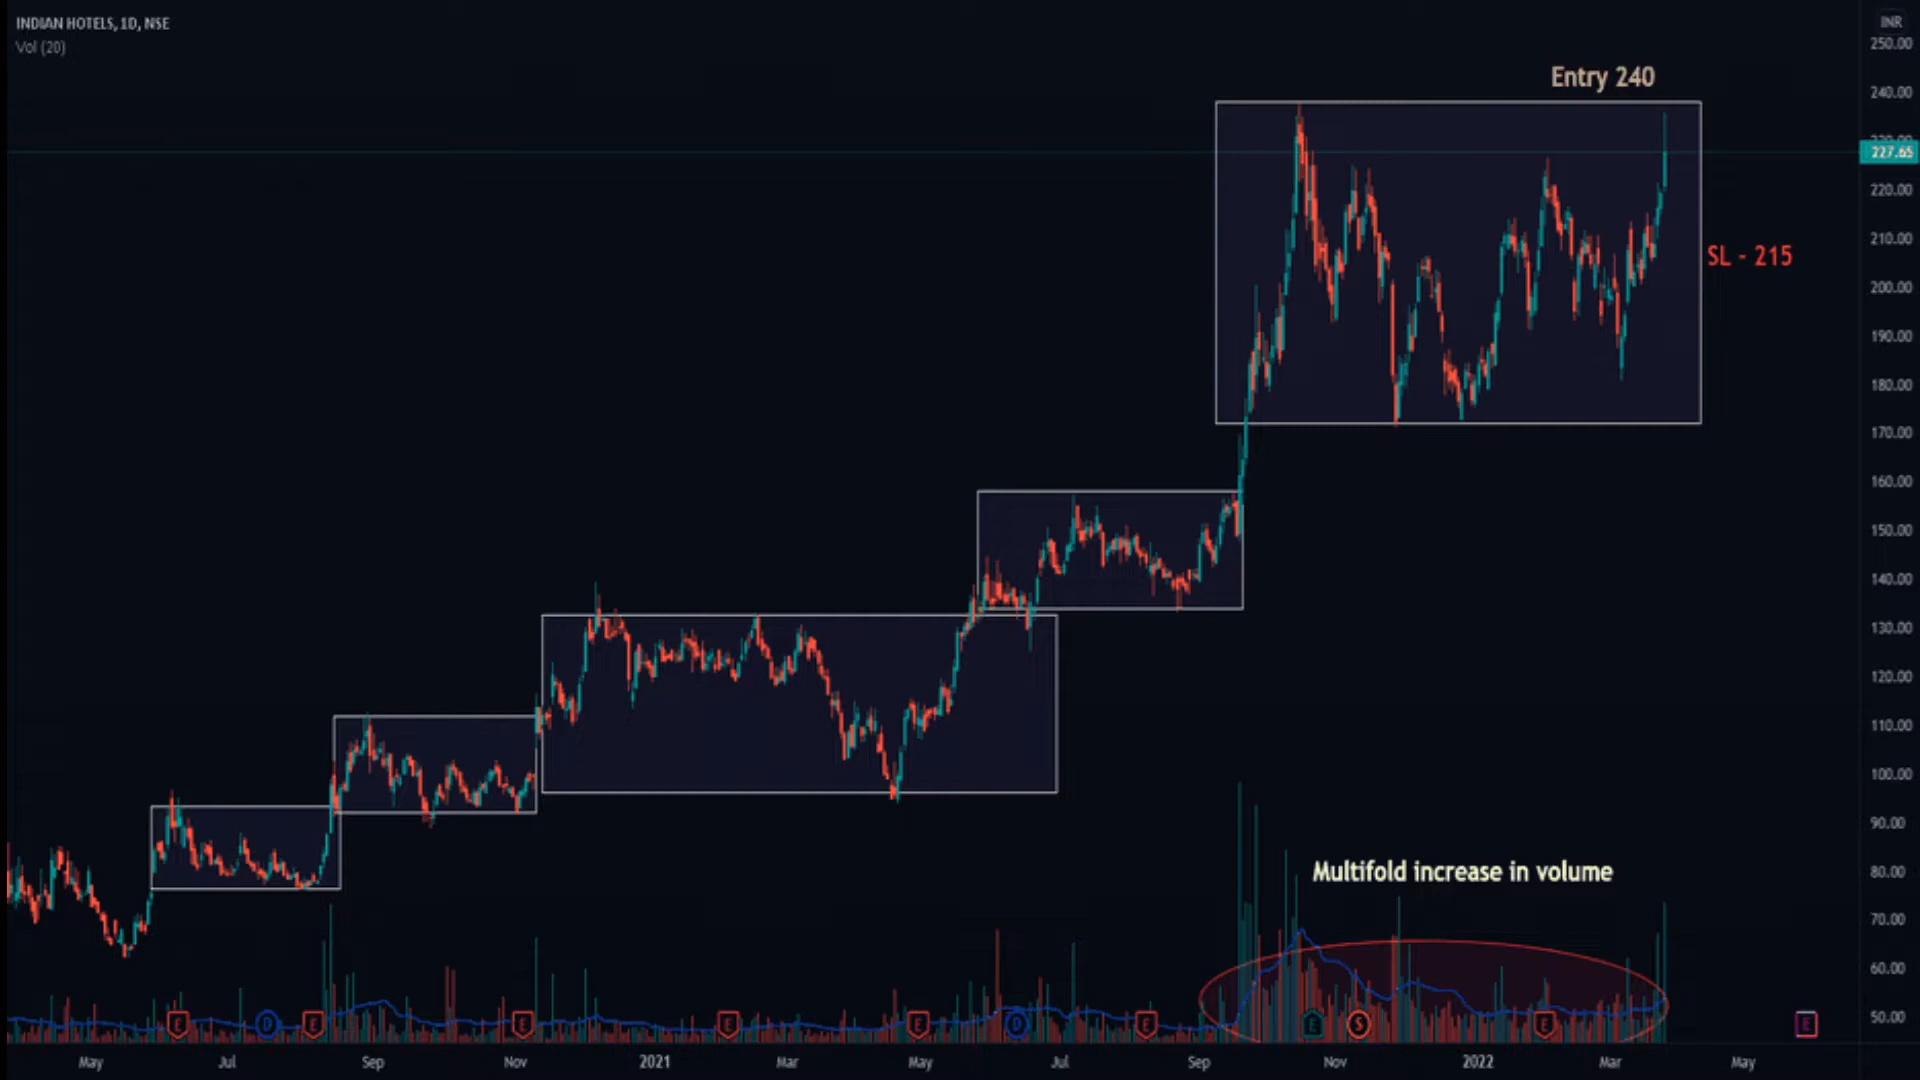 INDIAN HOTELS, 1D, NSE
Vol (20)
INR
250.00
Entry 240
240.00
230.00
227.65
220.00
210.00
SL - 215
200.00
190.00
180.00
170.00
160.00
150.00
140.00
130.00
120.00
110.00
100.00
90.00
80.00
Multifold increase in volume
70.00
60.00
50.00
E D E E E E D E E S E E
May Jul Sep Nov 2021 Mar May Jul Sep Nov 2022 Mar May